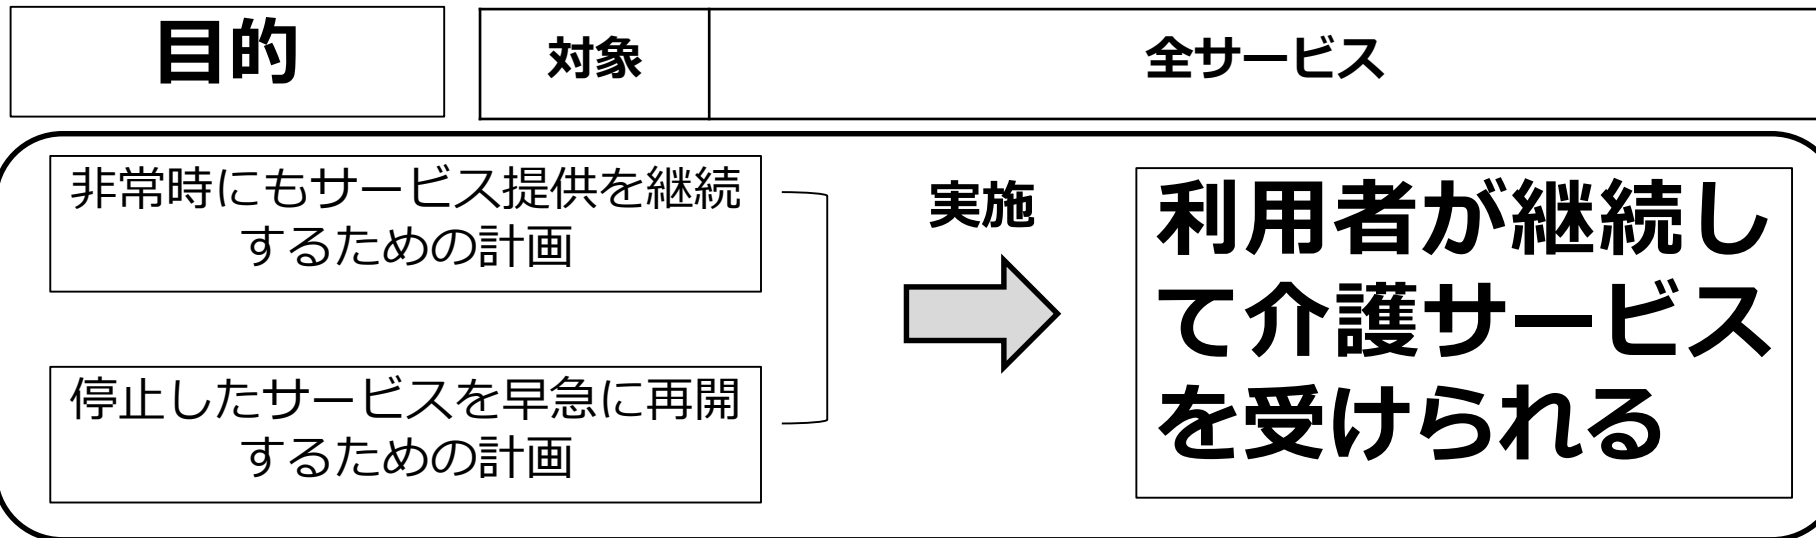 目的
対象
全サービス
非常時にもサービス提供を継続
するための計画
停止したサービスを早急に再開
するための計画
実施
利用者が継続し
て介護サービス
を受けられる